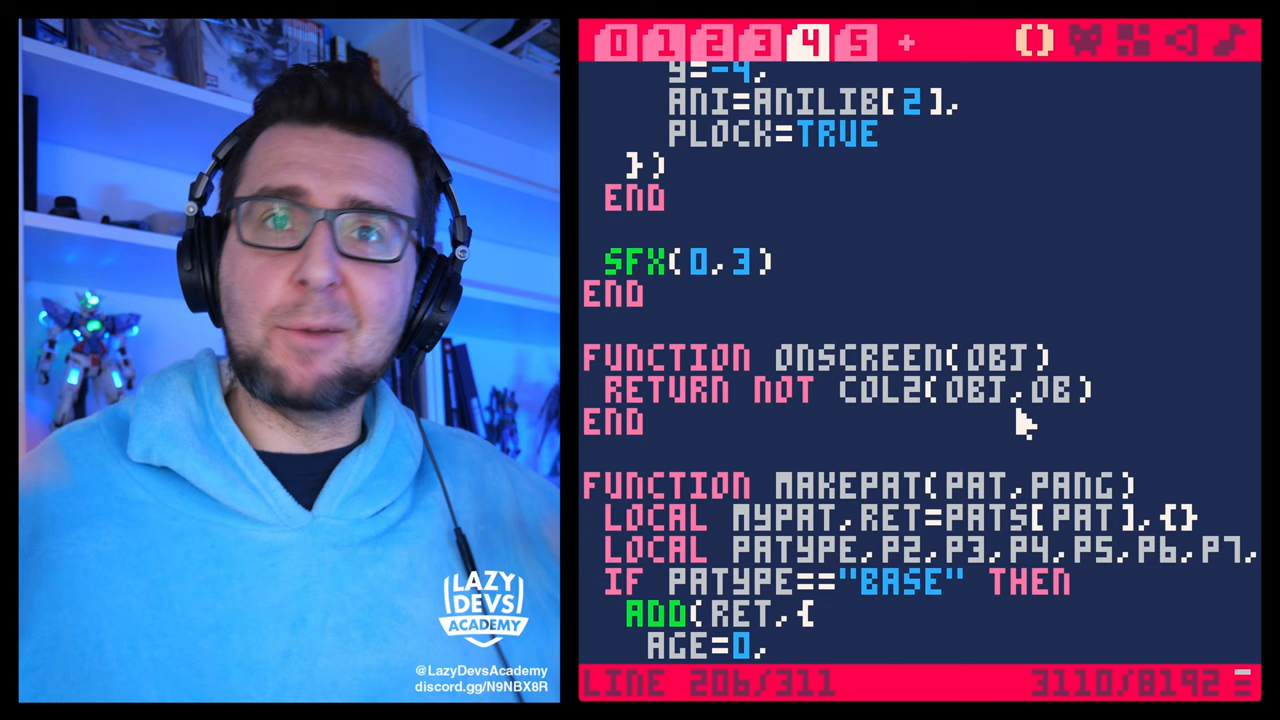 0 1 2 3 4 5 +
y=-4,
ANI=ANILIB[2],
PLOCK=TRUE
})
END
SFX(0,3)
END
FUNCTION ONSCREEN(OBJ)
RETURN NOT COL2(OBJ,OB)
END
FUNCTION MAKEPAT(PAT,PANG)
LOCAL MYPAT,RET=PATS[PAT],{}
LOCAL PATYPE,P2,P3,P4,P5,P6,P7,
IF PATYPE=="BASE" THEN
ADD(RET,{
AGE=0,
LINE 206/311 3110/8192
LAZY
DEVS
ACADEMY
@LazyDevsAcademy
discord.gg/N9NBX8R